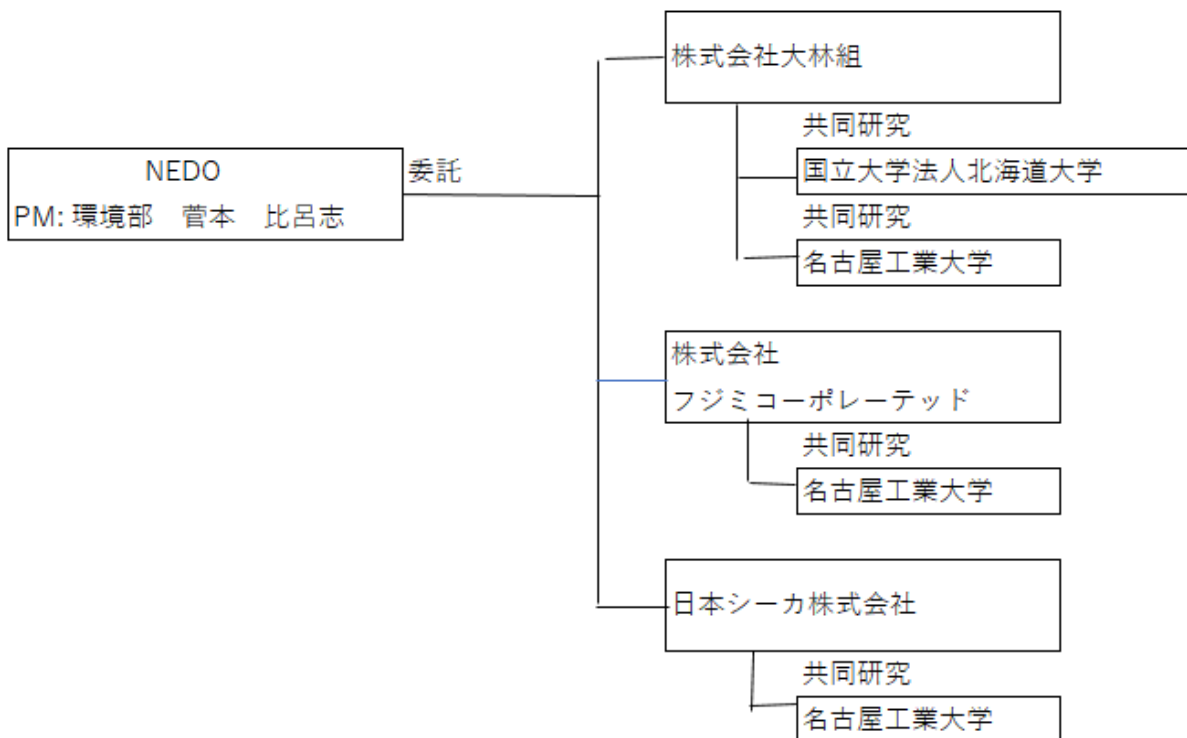 株式会社大林組
共同研究
NEDO
委託
国立大学法人北海道大学
PM: 環境部　菅本　比呂志
共同研究
名古屋工業大学
株式会社
フジミコーポレーテッド
共同研究
名古屋工業大学
日本シーカ株式会社
共同研究
名古屋工業大学